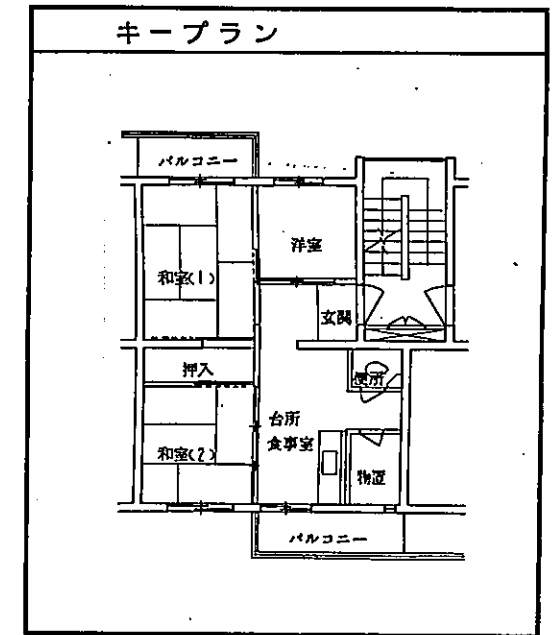 キープラン
バルコニー
洋室
和室(1)
玄関
押入
便所
台所
食事室
和室(2)
物置
バルコニー